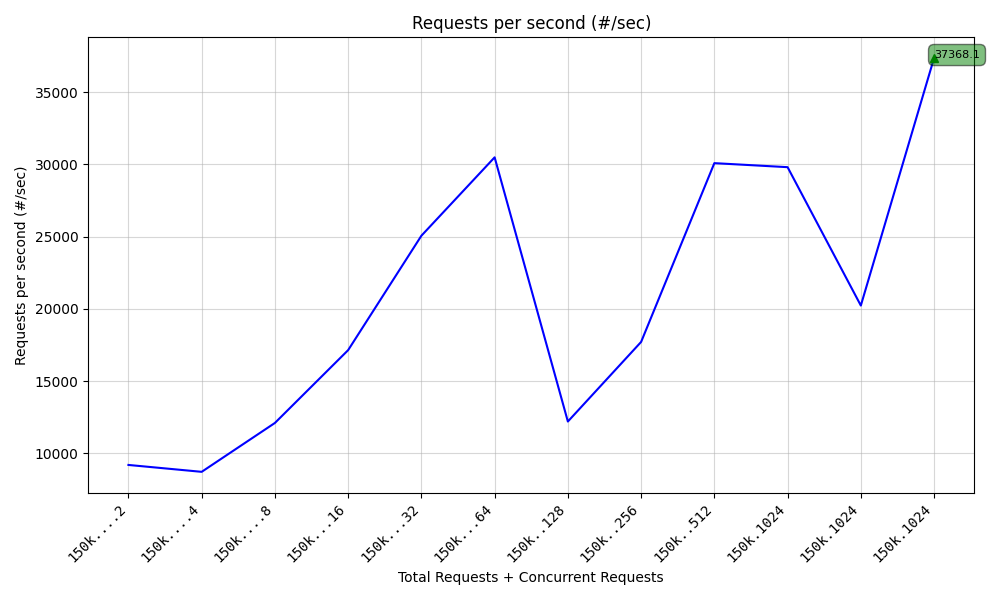 Requests per second (#/sec)
37368.1
Requests per second (#/sec)
35000
30000
25000
20000
15000
10000
150k....2
150k....4
150k....8
150k...16
150k...32
150k...64
150k..128
150k..256
150k..512
150k.1024
150k.1024
150k.1024
Total Requests + Concurrent Requests